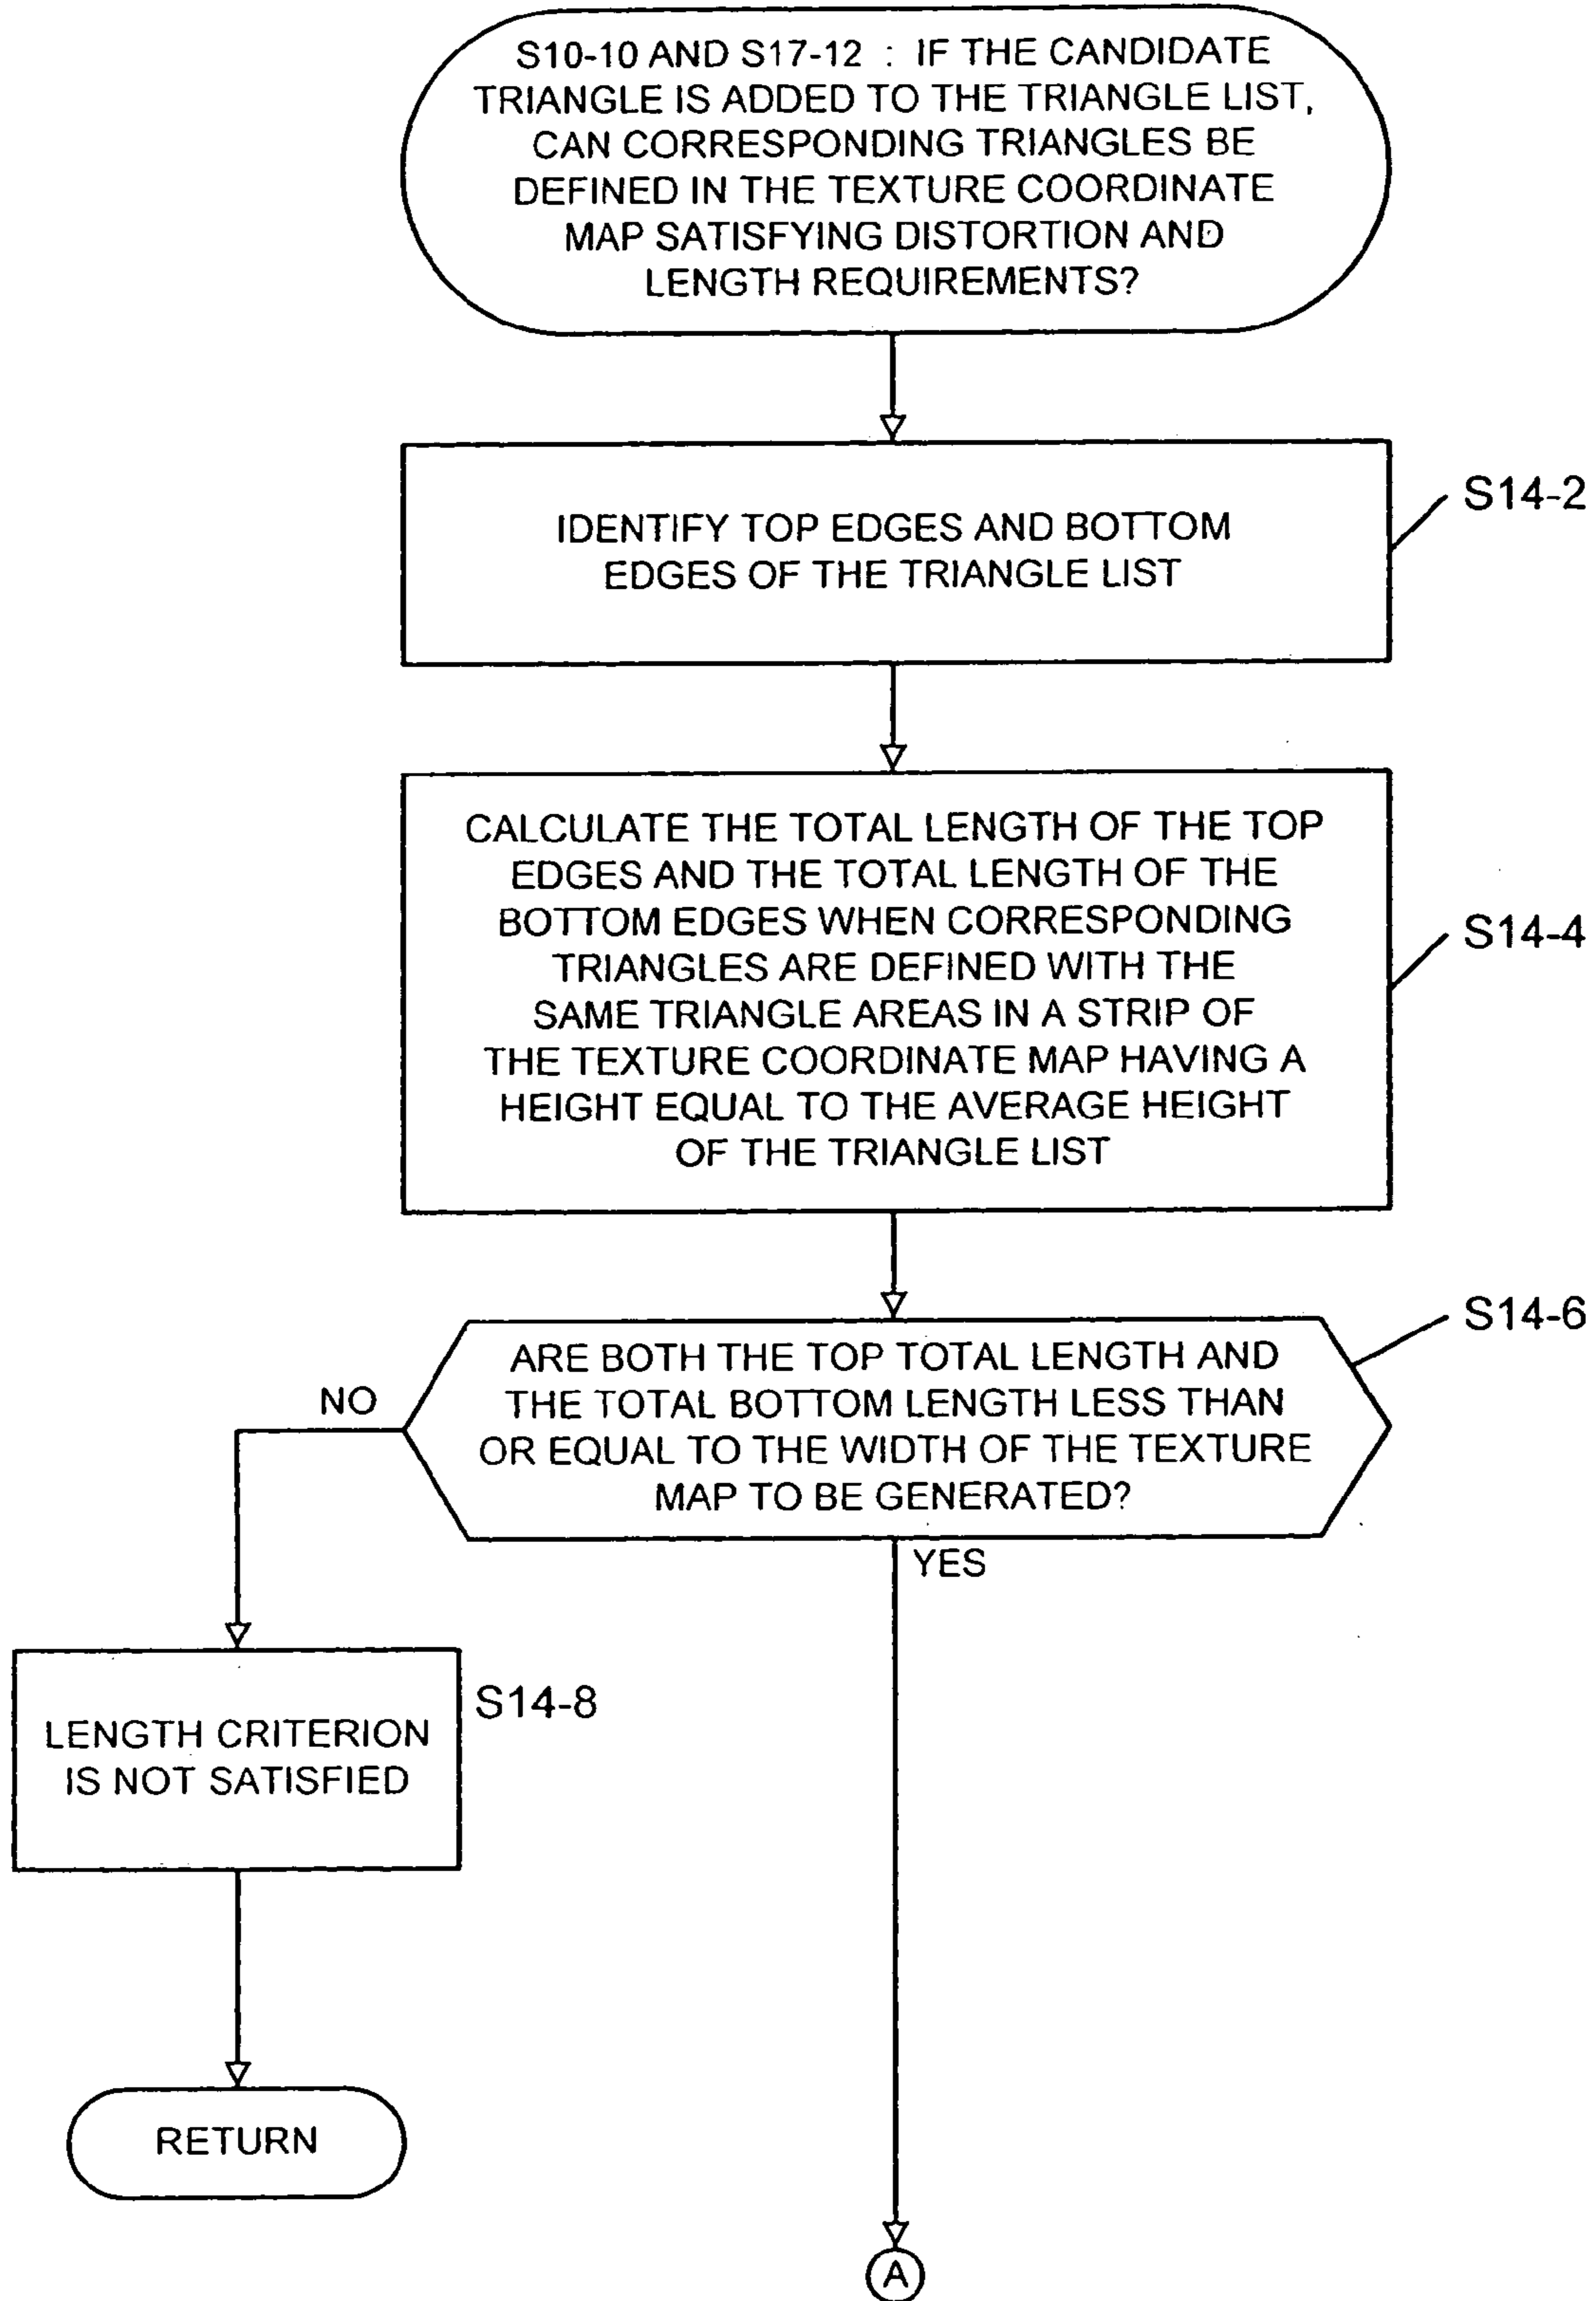 S10-10 AND S17-12 : IF THE CANDIDATE
TRIANGLE IS ADDED TO THE TRIANGLE LIST,
CAN CORRESPONDING TRIANGLES BE
DEFINED IN THE TEXTURE COORDINATE
MAP SATISFYING DISTORTION AND
LENGTH REQUIREMENTS?
S14-2
IDENTIFY TOP EDGES AND BOTTOM
EDGES OF THE TRIANGLE LIST
CALCULATE THE TOTAL LENGTH OF THE TOP
EDGES AND THE TOTAL LENGTH OF THE
BOTTOM EDGES WHEN CORRESPONDING
S14-4
TRIANGLES ARE DEFINED WITH THE
SAME TRIANGLE AREAS IN A STRIP OF
THE TEXTURE COORDINATE MAP HAVING A
HEIGHT EQUAL TO THE AVERAGE HEIGHT
OF THE TRIANGLE LIST
S14-6
ARE BOTH THE TOP TOTAL LENGTH AND
THE TOTAL BOTTOM LENGTH LESS THAN
OR EQUAL TO THE WIDTH OF THE TEXTURE
MAP TO BE GENERATED?
NO
YES
S14-8
LENGTH CRITERION
IS NOT SATISFIED
RETURN
A